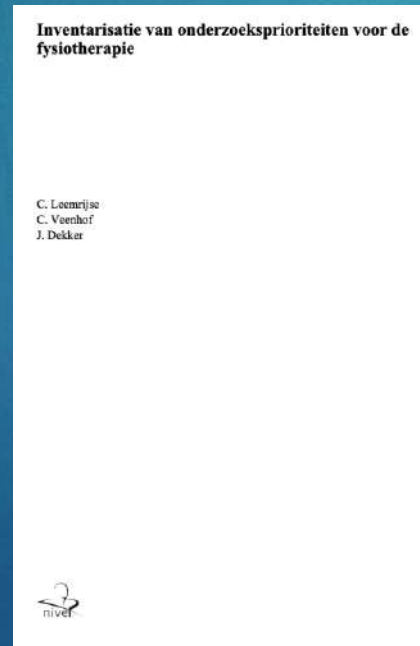 Inventarisatie van onderzoeksprioriteiten voor de
fysiotherapie
C. Leemrijse
C. Veenhof
J. Dekker
nivel